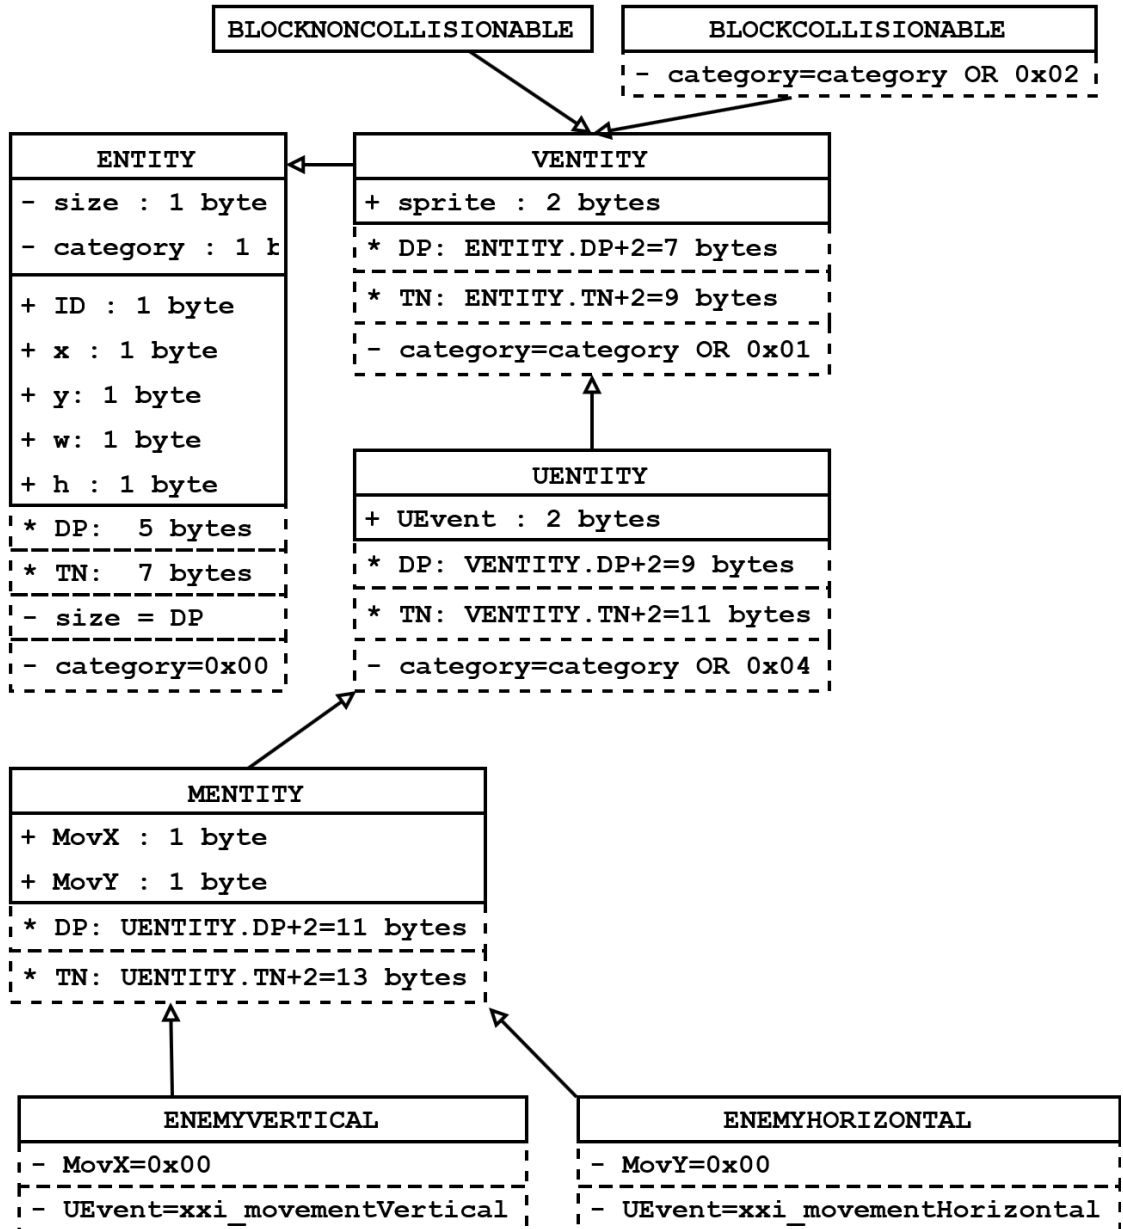 BLOCKNONCOLLISIONABLE
BLOCKCOLLISIONABLE
- category=category OR 0x02
ENTITY
- size : 1 byte
- category : 1 b
+ ID : 1 byte
+ x : 1 byte
+ y: 1 byte
+ w: 1 byte
+ h : 1 byte
* DP:  5 bytes
* TN:  7 bytes
- size = DP
- category=0x00
VENTITY
+ sprite : 2 bytes
* DP: ENTITY.DP+2=7 bytes
* TN: ENTITY.TN+2=9 bytes
- category=category OR 0x01
UENTITY
+ UEvent : 2 bytes
* DP: VENTITY.DP+2=9 bytes
* TN: VENTITY.TN+2=11 bytes
- category=category OR 0x04
MENTITY
+ MovX : 1 byte
+ MovY : 1 byte
* DP: UENTITY.DP+2=11 bytes
* TN: UENTITY.TN+2=13 bytes
ENEMYVERTICAL
- MovX=0x00
- UEvent=xxi_movementVertical
ENEMYHORIZONTAL
- MovY=0x00
- UEvent=xxi_movementHorizontal